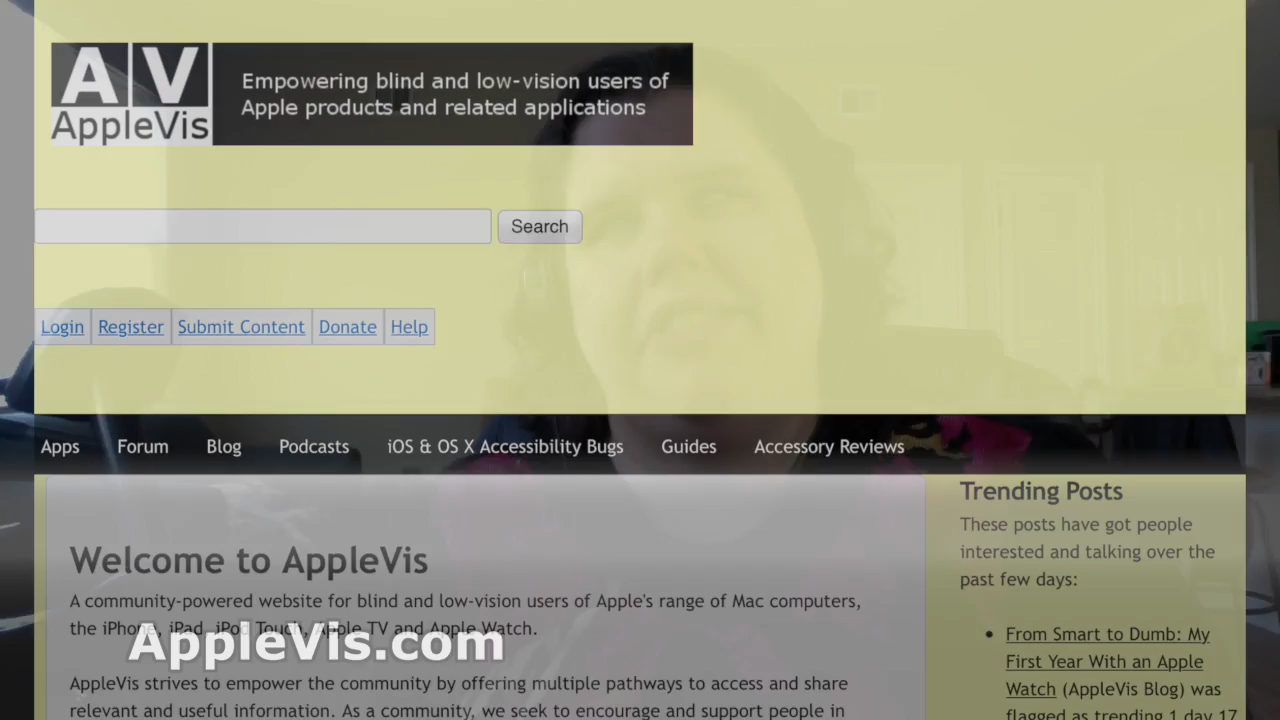 AV
AppleVis
Empowering blind and low-vision users of
Apple products and related applications
Search
Login Register Submit Content Donate Help
Apps Forum Blog Podcasts iOS & OS X Accessibility Bugs Guides Accessory Reviews
Welcome to AppleVis
A community-powered website for blind and low-vision users of Apple's range of Mac computers,
the iPhone, iPad, iPod Touch, Apple TV and Apple Watch.
AppleVis.com
AppleVis strives to empower the community by offering multiple pathways to access and share
relevant and useful information. As a community, we seek to encourage and support people in
Trending Posts
These posts have got people
interested and talking over the
past few days:
From Smart to Dumb: My
First Year With an Apple
Watch (AppleVis Blog) was
flagged as trending 1 day 17